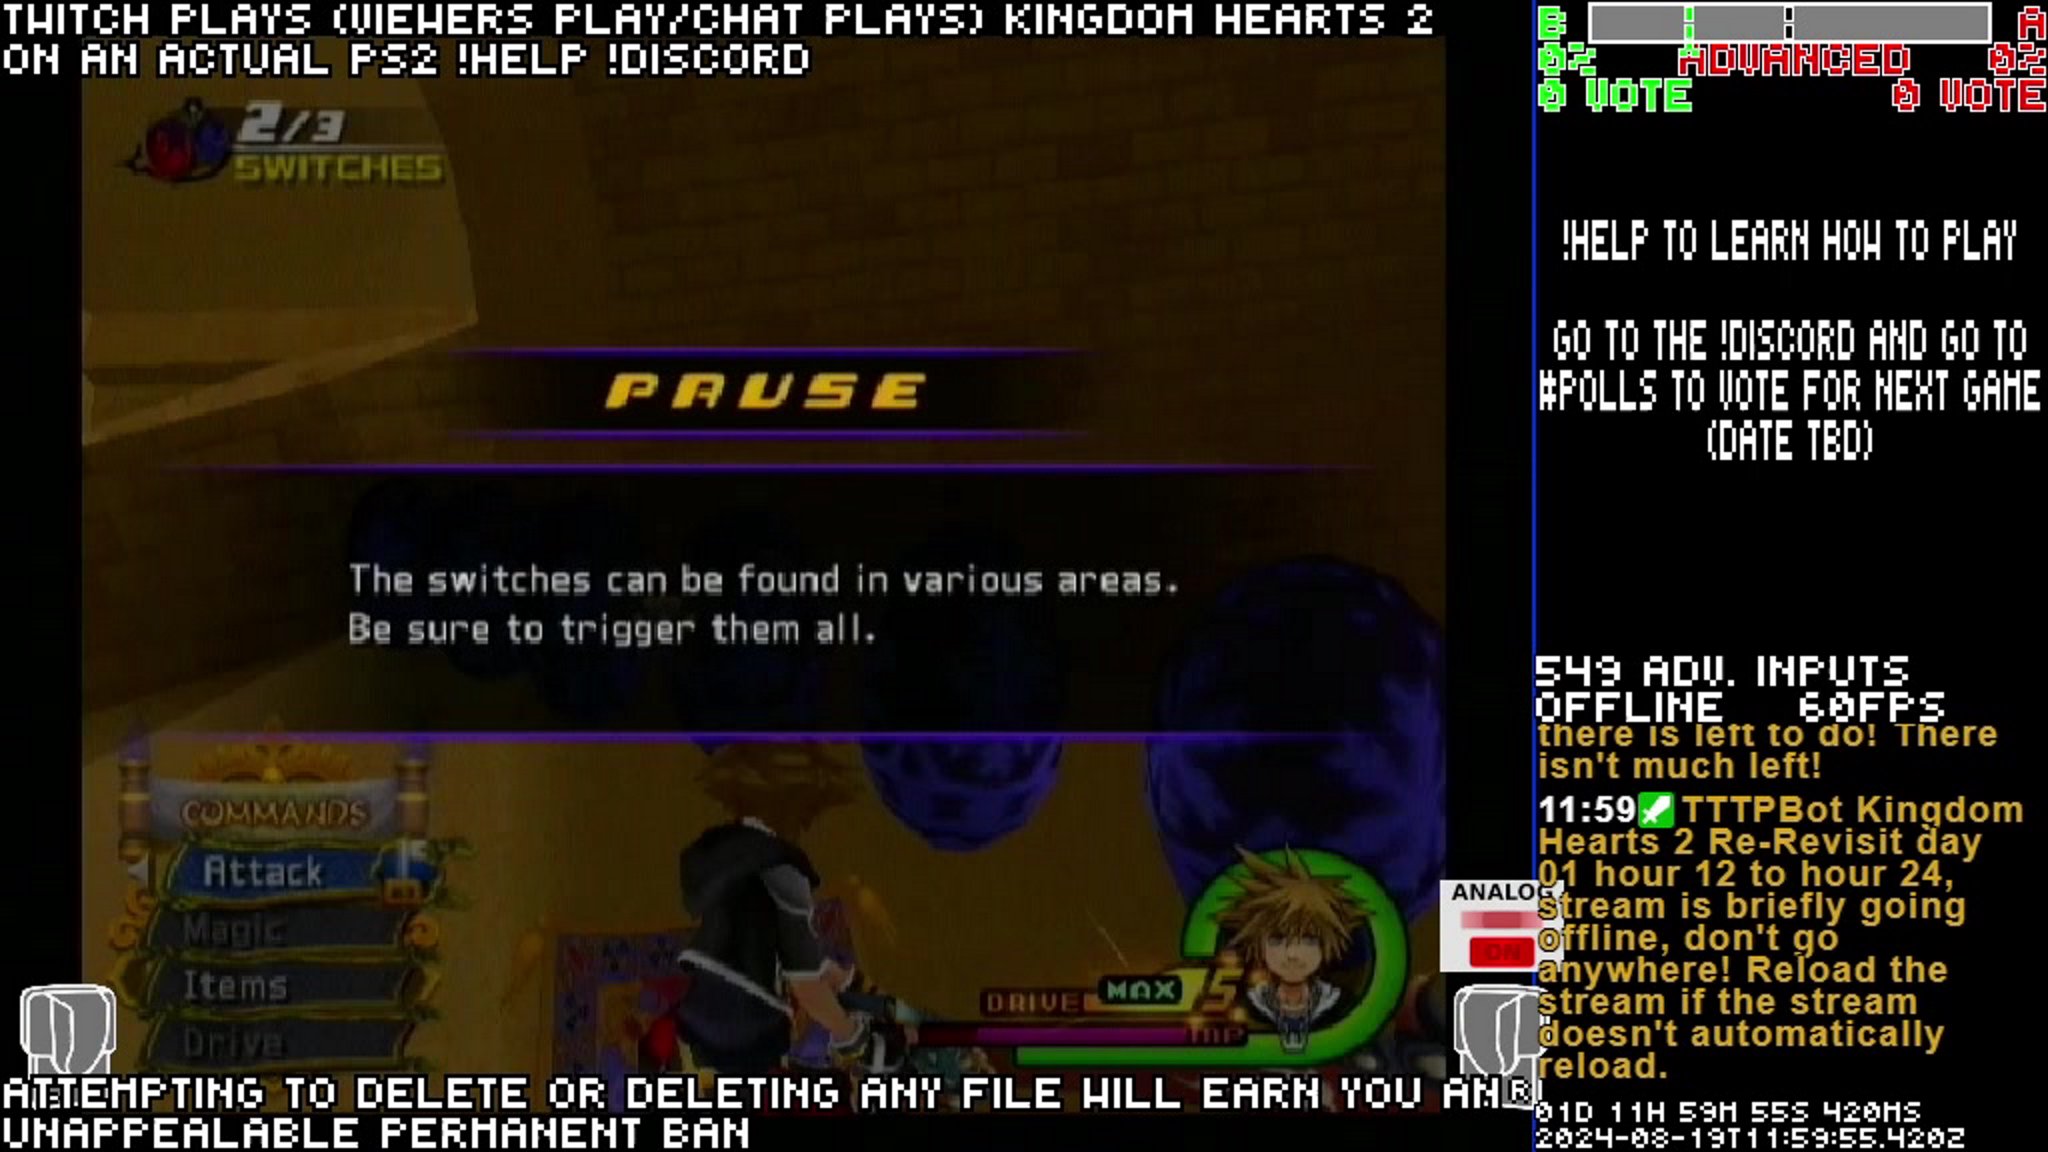 TWITCH PLAYS (VIEWERS PLAY/CHAT PLAYS) KINGDOM HEARTS 2
ON AN ACTUAL PS2 !HELP !DISCORD
2/3
SWITCHES
PAUSE
The switches can be found in various areas.
Be sure to trigger them all.
COMMANDS
Attack
Magic
Items
Drive
DRIVE MAX 5
MP
ANALOG
ON
ATTEMPTING TO DELETE OR DELETING ANY FILE WILL EARN YOU AN
UNAPPEALABLE PERMANENT BAN
B A
0% ADVANCED 0%
0 VOTE 0 VOTE
!HELP TO LEARN HOW TO PLAY
GO TO THE !DISCORD AND GO TO
#POLLS TO VOTE FOR NEXT GAME
(DATE TBD)
549 ADV. INPUTS
OFFLINE 60FPS
there is left to do! There
isn't much left!
11:59 TTTPBot Kingdom
Hearts 2 Re-Revisit day
01 hour 12 to hour 24,
stream is briefly going
offline, don't go
anywhere! Reload the
stream if the stream
doesn't automatically
reload.
01D 11H 59M 55S 420MS
2024-08-19T11:59:55.420Z